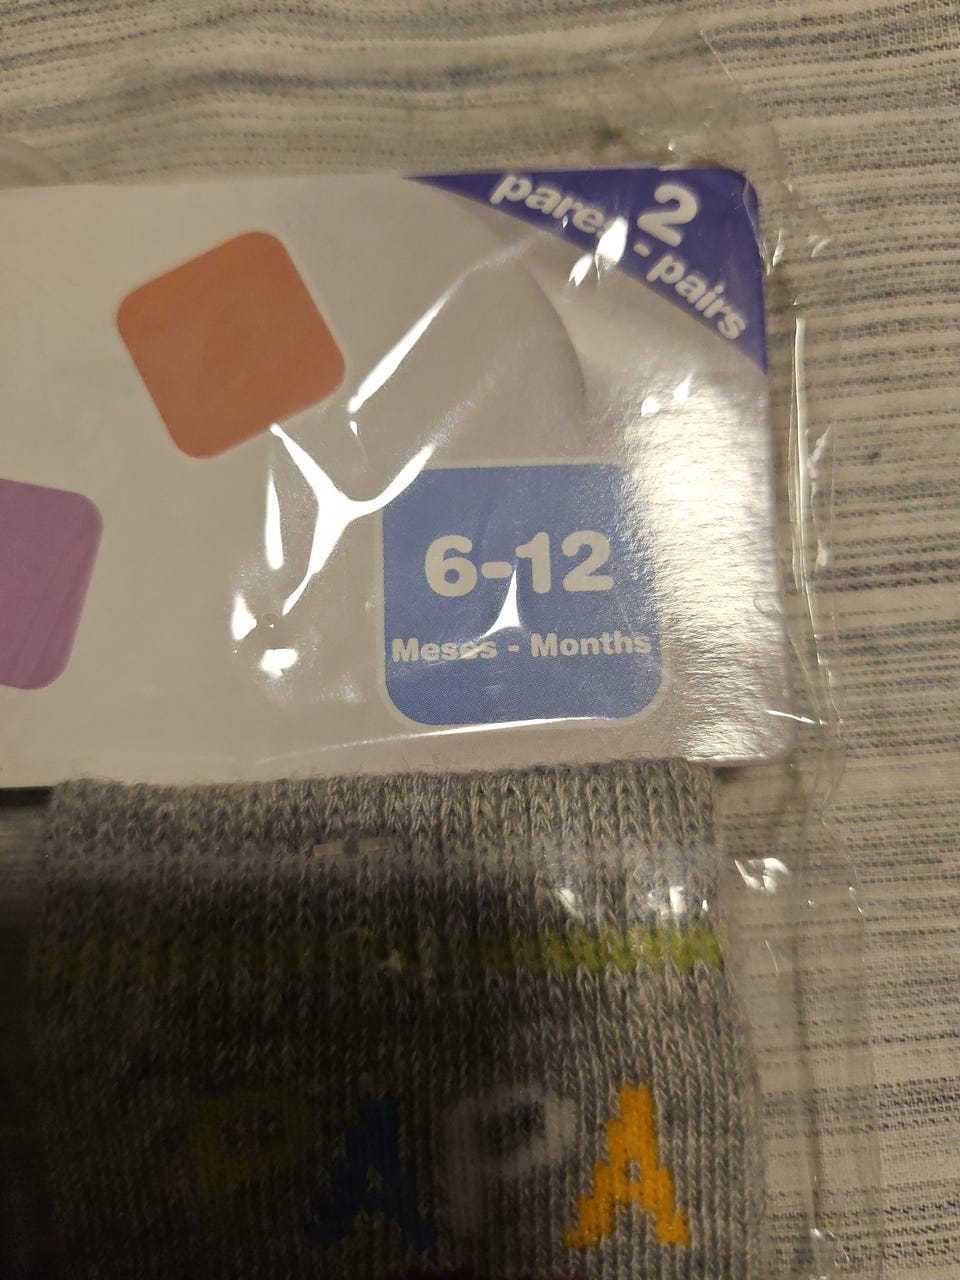 2
pares - pairs
6-12
Meses - Months
PAPA